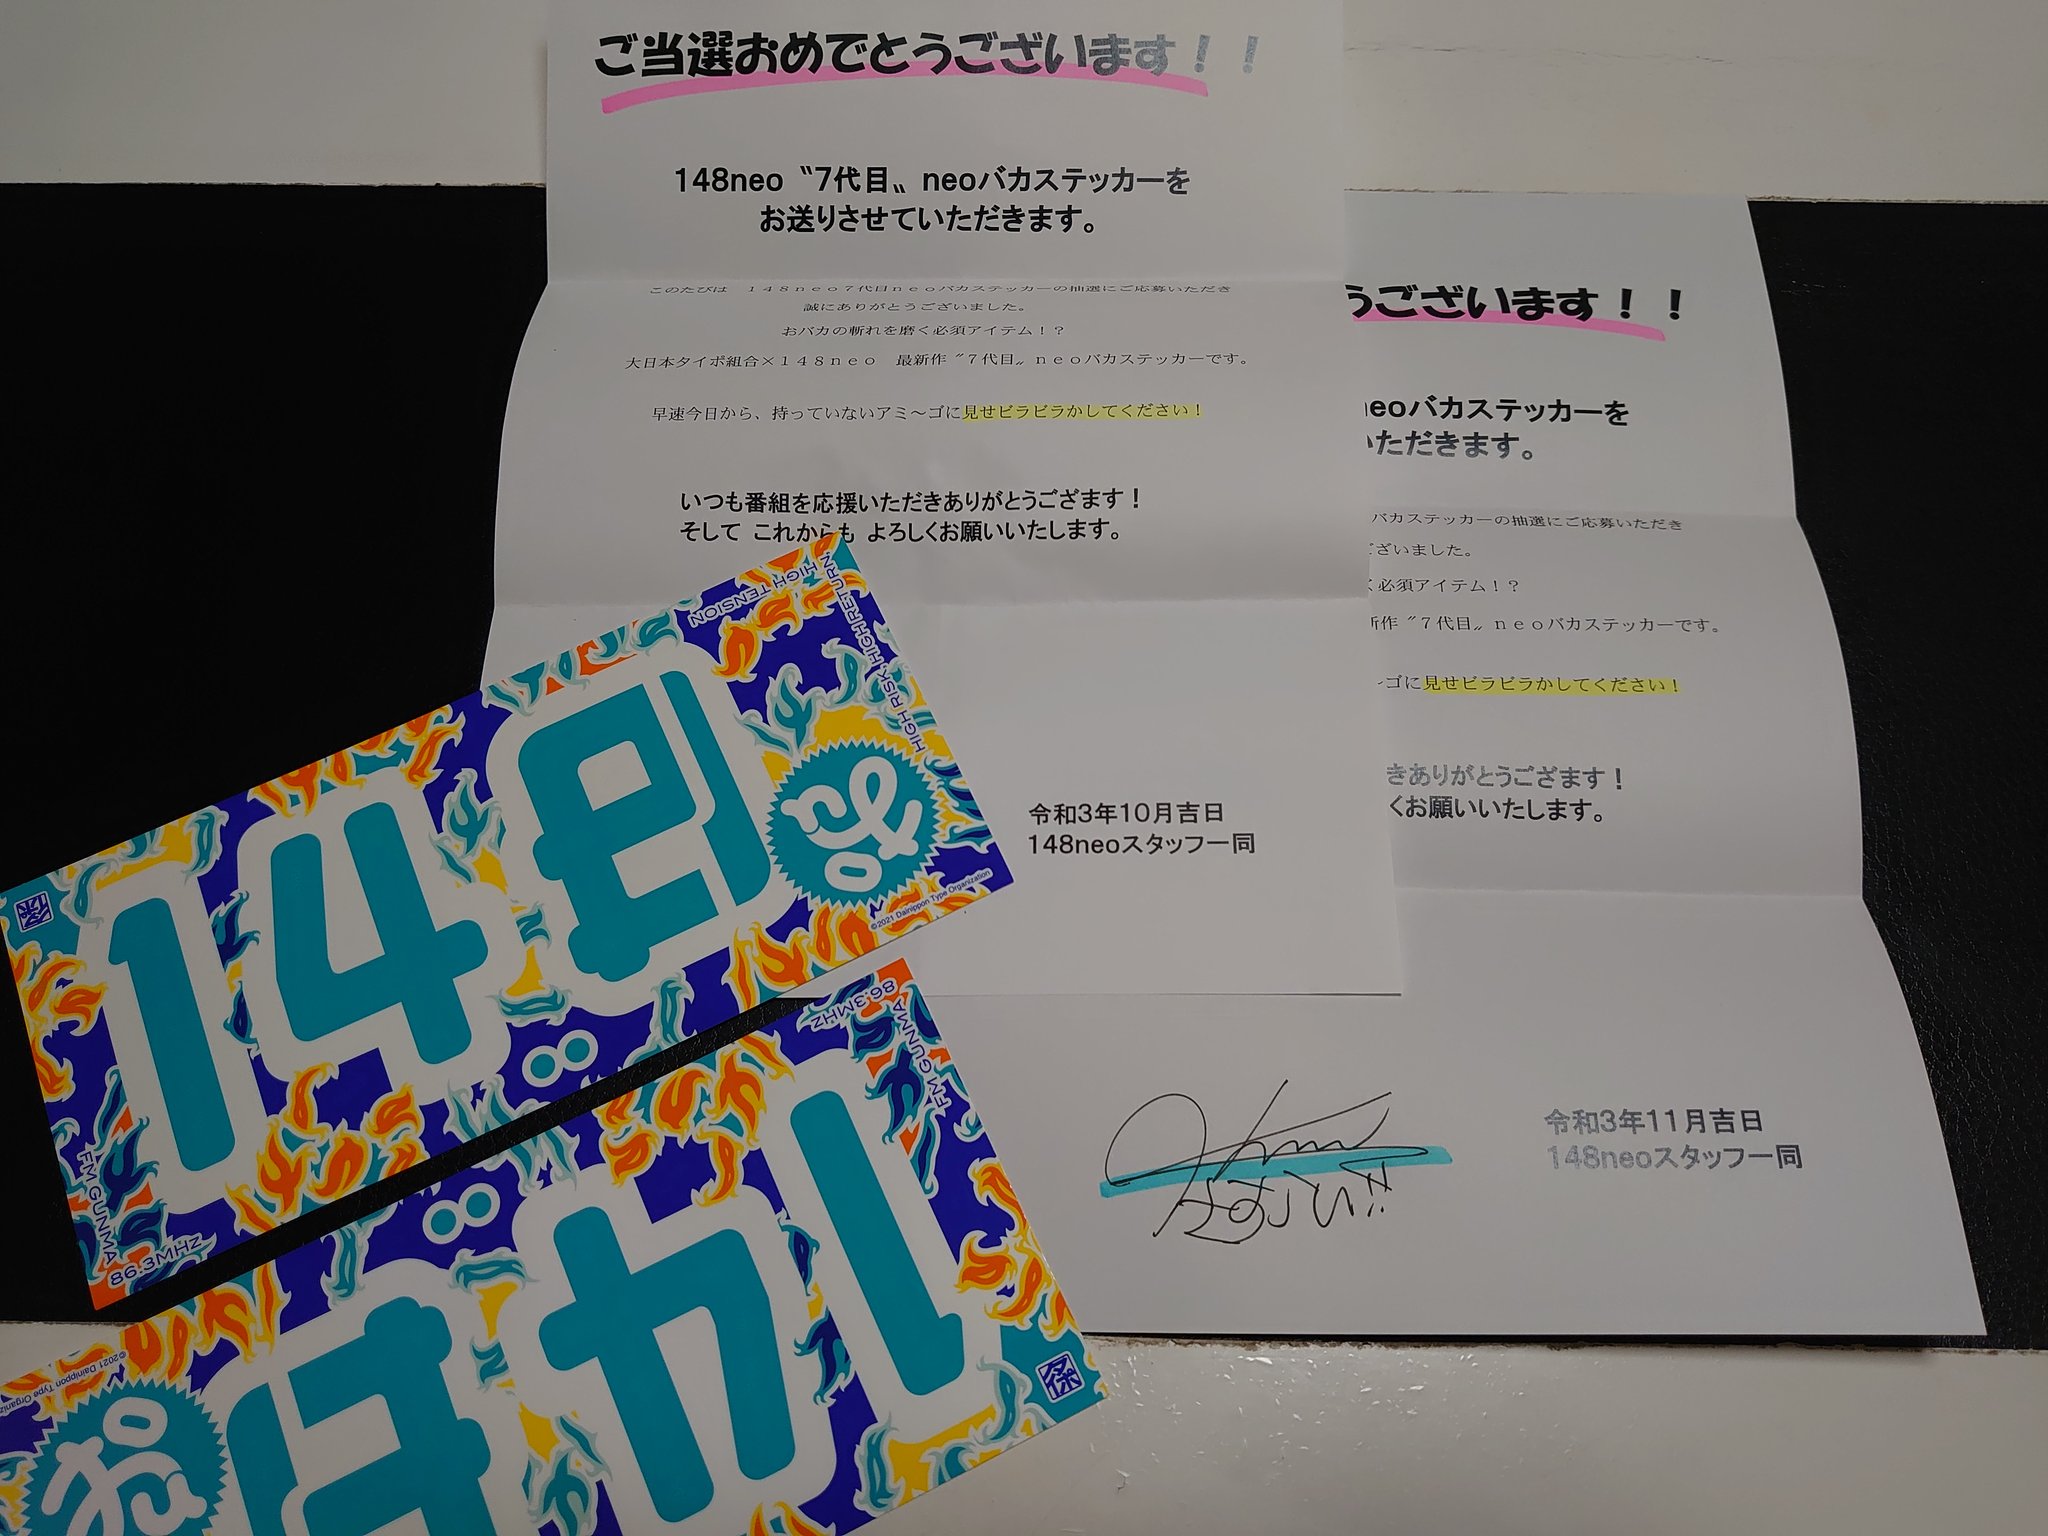 ご当選おめでとうございます！！
148neo〝7代目〟neoバカステッカーを
お送りさせていただきます。
このたびは　１４８ｎｅｏ７代目ｎｅｏバカステッカーの抽選にご応募いただき
誠にありがとうございました。
おバカの斬れを磨く必須アイテム！？
大日本タイポ組合×１４８ｎｅｏ　最新作〝７代目〟ｎｅｏバカステッカーです。
早速今日から、持っていないアミ～ゴに見せビラビラかしてください！
いつも番組を応援いただきありがとうござます！
そして これからも よろしくお願いいたします。
令和3年10月吉日
148neoスタッフ一同
うございます！！
neoバカステッカーを
いただきます。
バカステッカーの抽選にご応募いただき
ございました。
く必須アイテム！？
新作〝７代目〟ｎｅｏバカステッカーです。
～ゴに見せビラビラかしてください！
きありがとうござます！
くお願いいたします。
令和3年11月吉日
148neoスタッフ一同
HIGH TENSION
HIGH RISK, HIGH RETURN,
14
©2021 Dainippon Type Organization
FM GUNMA
86.3MHz
86.3MHz
FM GUNMA
©2021 Dainippon Type Organiz